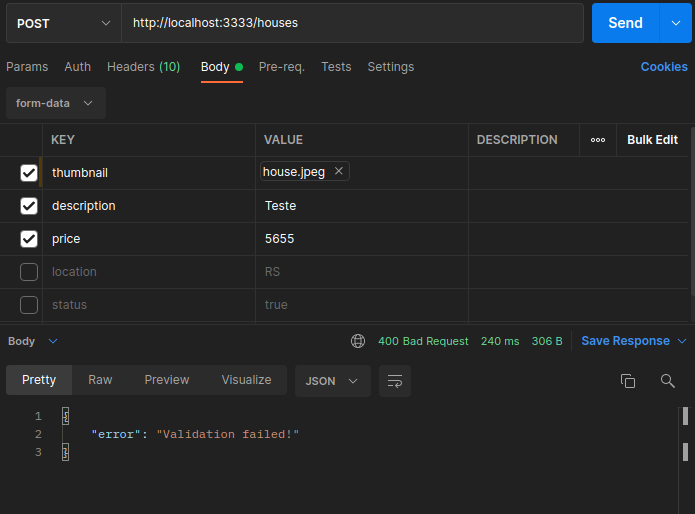 POST http://localhost:3333/houses Send
Params Auth Headers (10) Body Pre-req. Tests Settings Cookies
form-data
KEY VALUE DESCRIPTION ••• Bulk Edit
thumbnail house.jpeg ×
description Teste
price 5655
location RS
status true
Body 400 Bad Request 240 ms 306 B Save Response
Pretty Raw Preview Visualize JSON
1 {
2 "error": "Validation failed!"
3 }